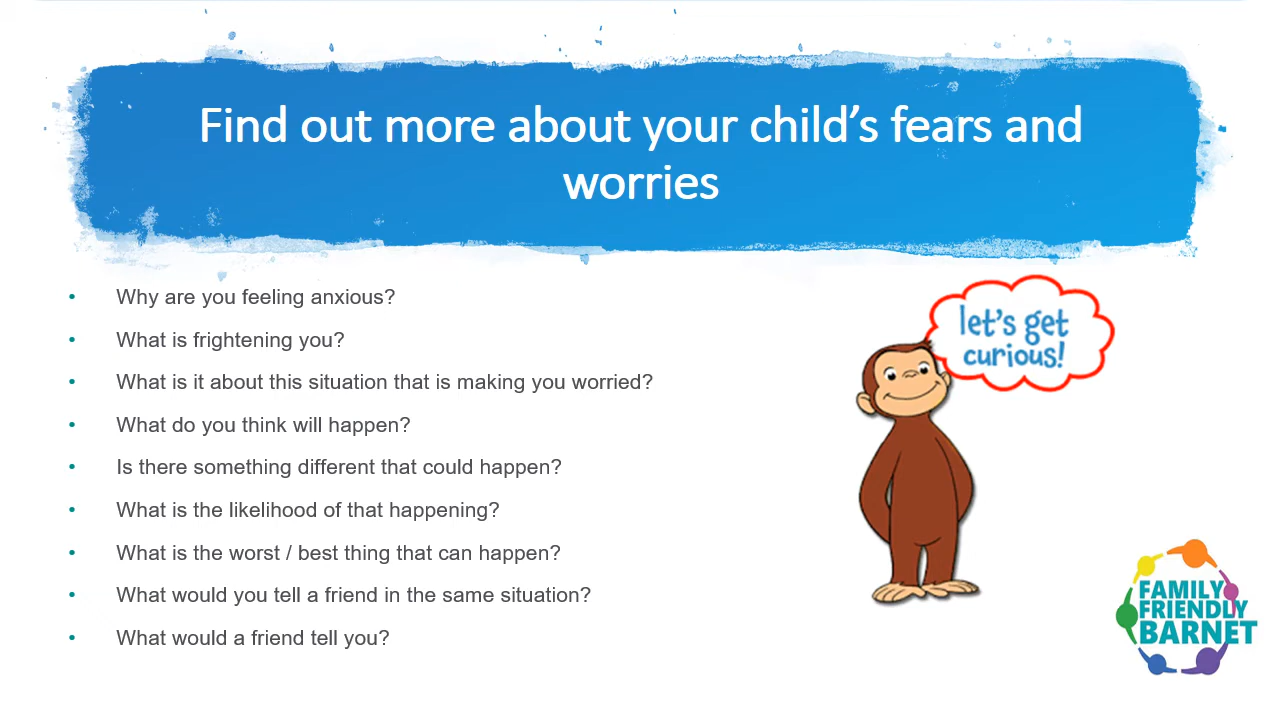 Find out more about your child’s fears and
worries
• Why are you feeling anxious?
• What is frightening you?
• What is it about this situation that is making you worried?
• What do you think will happen?
• Is there something different that could happen?
• What is the likelihood of that happening?
• What is the worst / best thing that can happen?
• What would you tell a friend in the same situation?
• What would a friend tell you?
let's get
curious!
FAMILY
FRIENDLY
BARNET